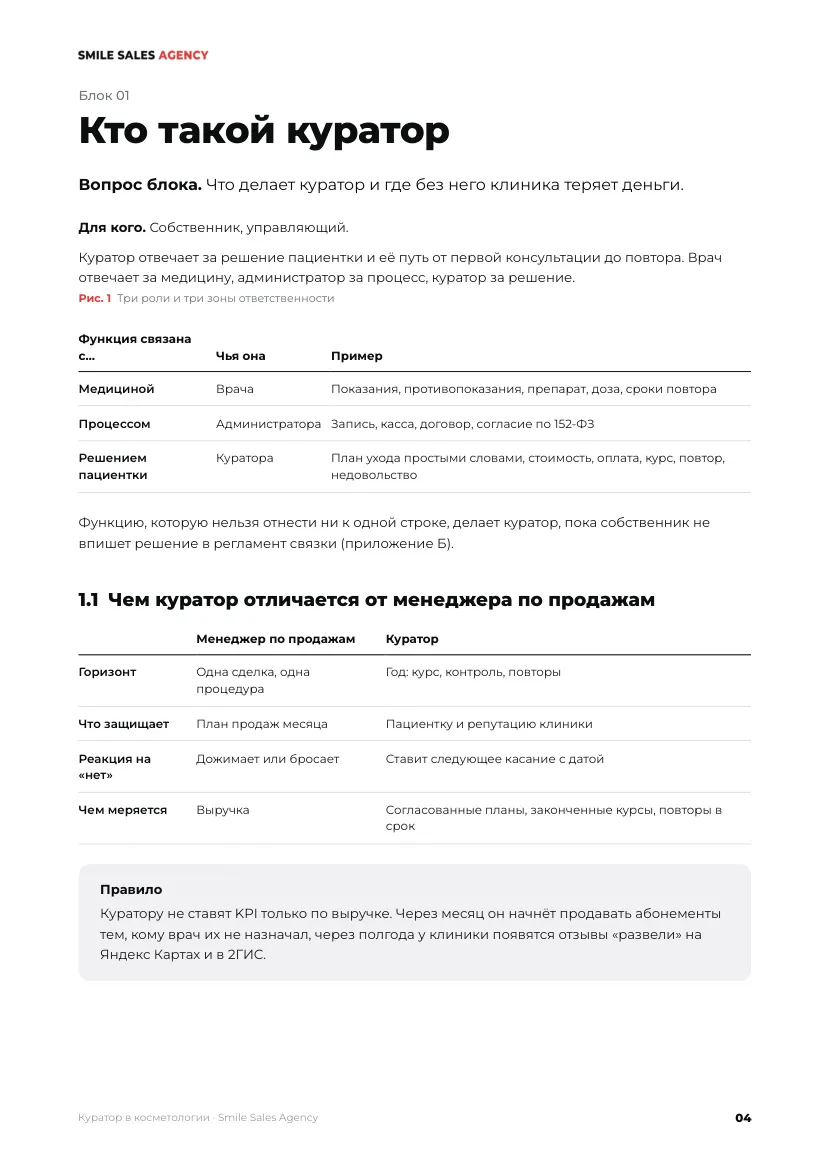 SMILE SALES AGENCY
Блок 01
Кто такой куратор
Вопрос блока. Что делает куратор и где без него клиника теряет деньги.
Для кого. Собственник, управляющий.
Куратор отвечает за решение пациентки и её путь от первой консультации до повтора. Врач
отвечает за медицину, администратор за процесс, куратор за решение.
Рис. 1 Три роли и три зоны ответственности
Функция связана
с... Чья она Пример
Медициной Врача Показания, противопоказания, препарат, доза, сроки повтора
Процессом Администратора Запись, касса, договор, согласие по 152-ФЗ
Решением Куратора План ухода простыми словами, стоимость, оплата, курс, повтор,
пациентки недовольство
Функцию, которую нельзя отнести ни к одной строке, делает куратор, пока собственник не
впишет решение в регламент связки (приложение Б).
1.1 Чем куратор отличается от менеджера по продажам
Менеджер по продажам Куратор
Горизонт Одна сделка, одна Год: курс, контроль, повторы
процедура
Что защищает План продаж месяца Пациентку и репутацию клиники
Реакция на Дожимает или бросает Ставит следующее касание с датой
«нет»
Чем меряется Выручка Согласованные планы, законченные курсы, повторы в
срок
Правило
Куратору не ставят KPI только по выручке. Через месяц он начнёт продавать абонементы
тем, кому врач их не назначал, через полгода у клиники появятся отзывы «развели» на
Яндекс Картах и в 2ГИС.
Куратор в косметологии · Smile Sales Agency 04